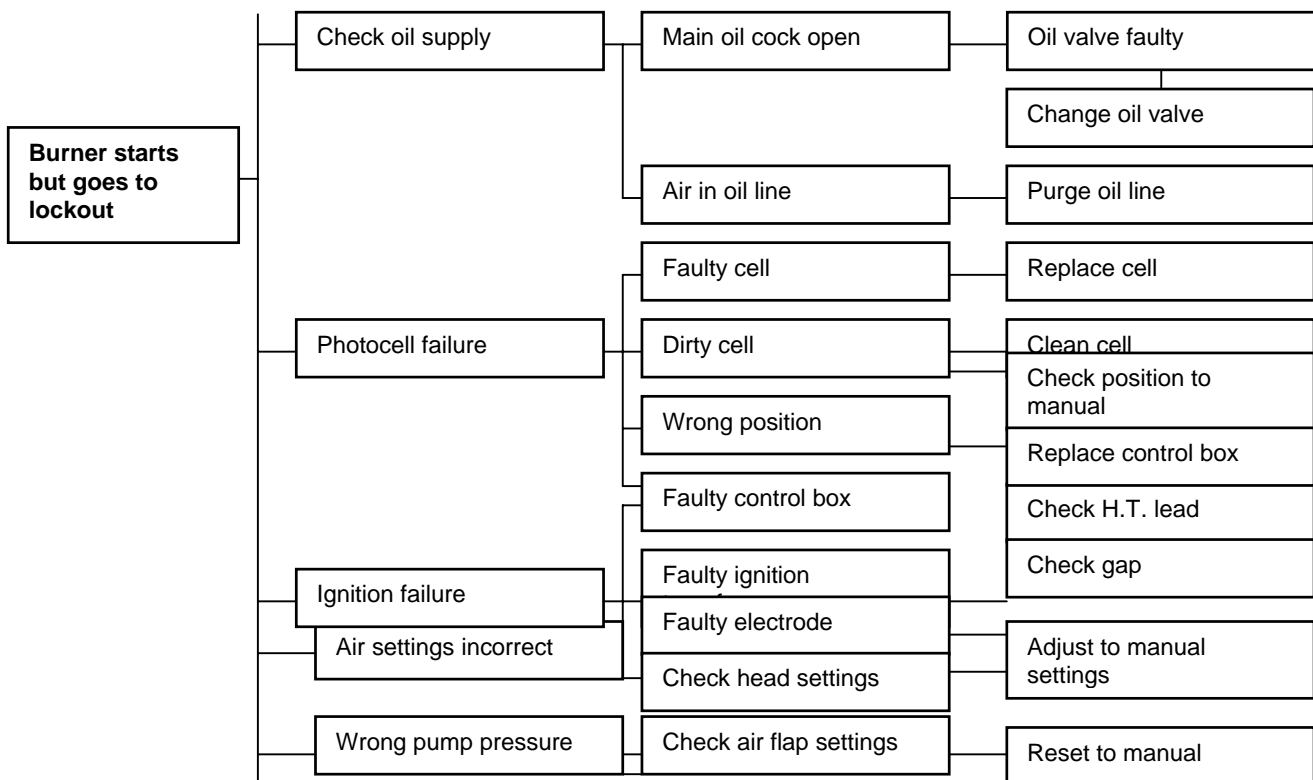 Check oil supply
Main oil cock open
Oil valve faulty
Change oil valve
Burner starts
but goes to
lockout
Air in oil line
Purge oil line
Faulty cell
Replace cell
Photocell failure
Dirty cell
Clean cell
Check position to
manual
Wrong position
Replace control box
Faulty control box
Check H.T. lead
Ignition failure
Faulty ignition
Check gap
Faulty electrode
Air settings incorrect
Adjust to manual
settings
Check head settings
Wrong pump pressure
Check air flap settings
Reset to manual